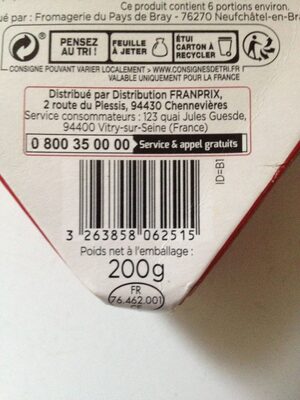 Ce produit contient 6 portions environ.
par : Fromagerie du Pays de Bray - 76270 Neufchâtel-en-Br
PENSEZ
AU TRI !
FEUILLE
À JETER
ÉTUI
CARTON À
RECYCLER
CONSIGNE POUVANT VARIER LOCALEMENT > WWW.CONSIGNESDETRI.FR
VALABLE UNIQUEMENT POUR LA FRANCE
Distribué par Distribution FRANPRIX,
2 route du Plessis, 94430 Chennevières
Service consommateurs : 123 quai Jules Guesde,
94400 Vitry-sur-Seine (France)
0 800 35 00 00 Service & appel gratuits
ID=B1
3 263858 062515
Poids net à l'emballage :
200g
FR
76.462.001
CE